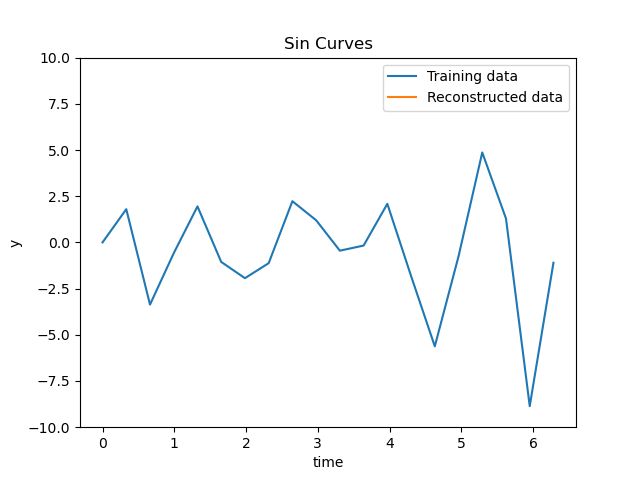 Sin Curves
Training data
Reconstructed data
10.0
7.5
5.0
2.5
0.0
−2.5
−5.0
−7.5
−10.0
y
0 1 2 3 4 5 6
time